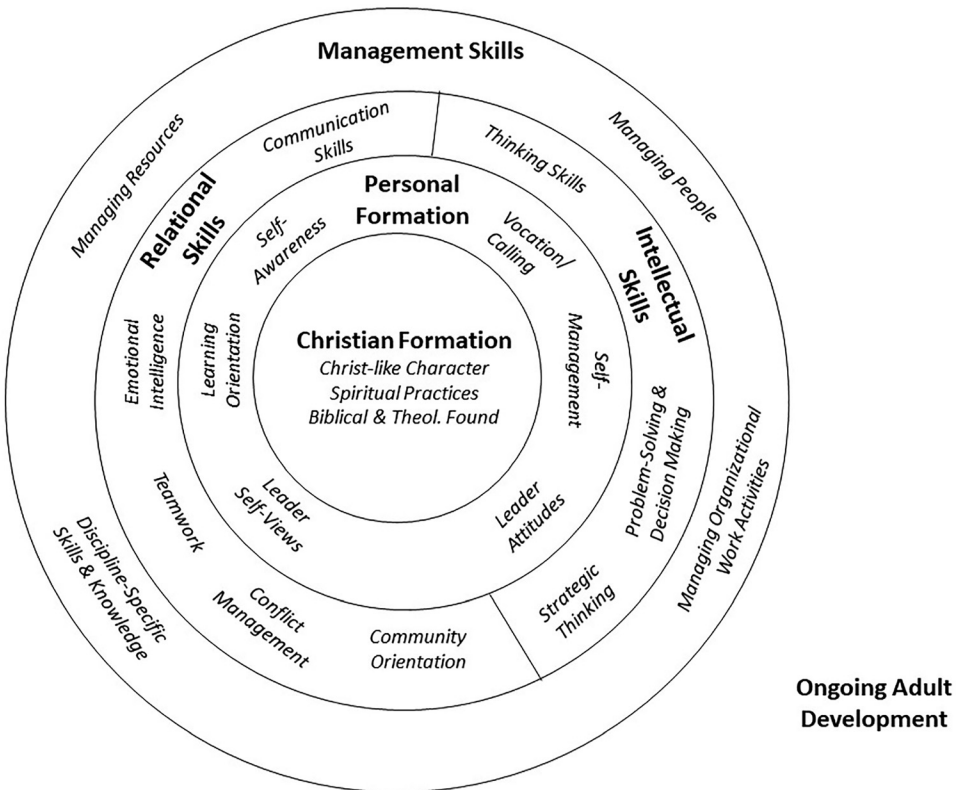 Management Skills
Managing Resources
Managing People
Managing Organizational
Work Activities
Discipline-Specific
Skills & Knowledge
Relational
Skills
Communication
Skills
Emotional
Intelligence
Teamwork
Conflict
Management
Community
Orientation
Intellectual
Skills
Thinking Skills
Problem-Solving &
Decision Making
Strategic
Thinking
Personal
Formation
Self-
Awareness
Vocation/
Calling
Learning
Orientation
Self-
Management
Leader
Self-Views
Leader
Attitudes
Christian Formation
Christ-like Character
Spiritual Practices
Biblical & Theol. Found
Ongoing Adult
Development